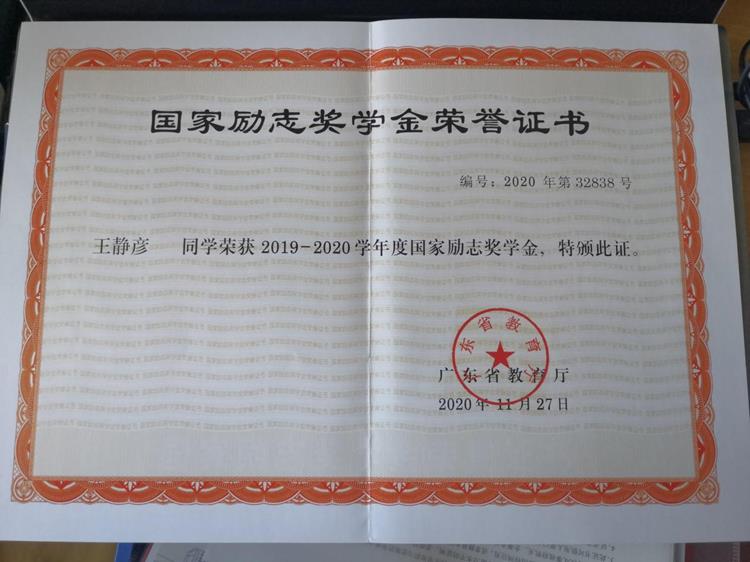 国家励志奖学金荣誉证书
编号：2020 年第 32838 号
王静彦 同学荣获 2019-2020 学年度国家励志奖学金，特颁此证。
广东省教育厅
广东省教育厅
2020 年 11 月 27 日